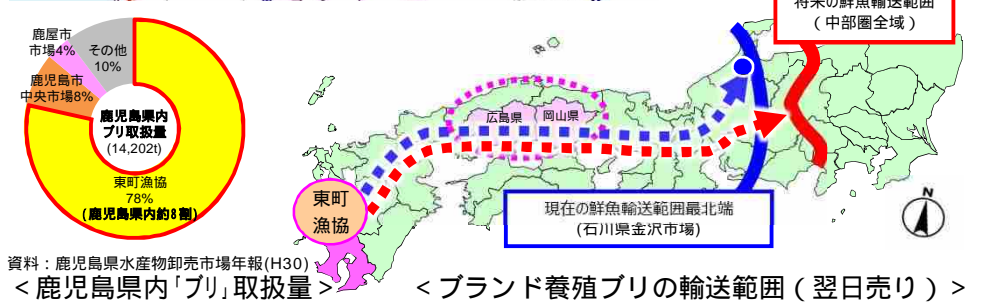 鹿屋市
市場4%
その他
10%
鹿児島市
中央市場8%
鹿児島県内
ブリ取扱量
(14,202t)
東町漁協
78%
(鹿児島県内約8割)
資料：鹿児島県水産物卸売市場年報(H30)
＜鹿児島県内「ブリ」取扱量＞
将来の鮮魚輸送範囲
(中部圏全域)
広島県
岡山県
東町
漁協
現在の鮮魚輸送範囲最北端
(石川県金沢市場)
N
＜ブランド養殖ブリの輸送範囲(翌日売り)＞